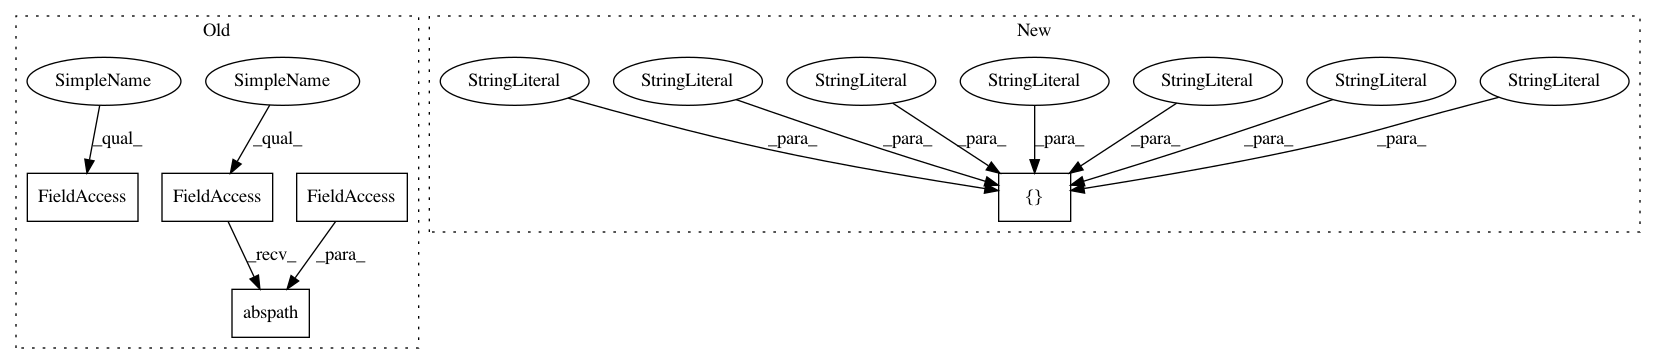 Old
New
SimpleName
SimpleName
StringLiteral
StringLiteral
StringLiteral
StringLiteral
StringLiteral
StringLiteral
StringLiteral
_qual_
_qual_
_para_
_para_
_para_
_para_
_para_
_para_
_para_
FieldAccess
FieldAccess
FieldAccess
{}
_recv_
_para_
abspath